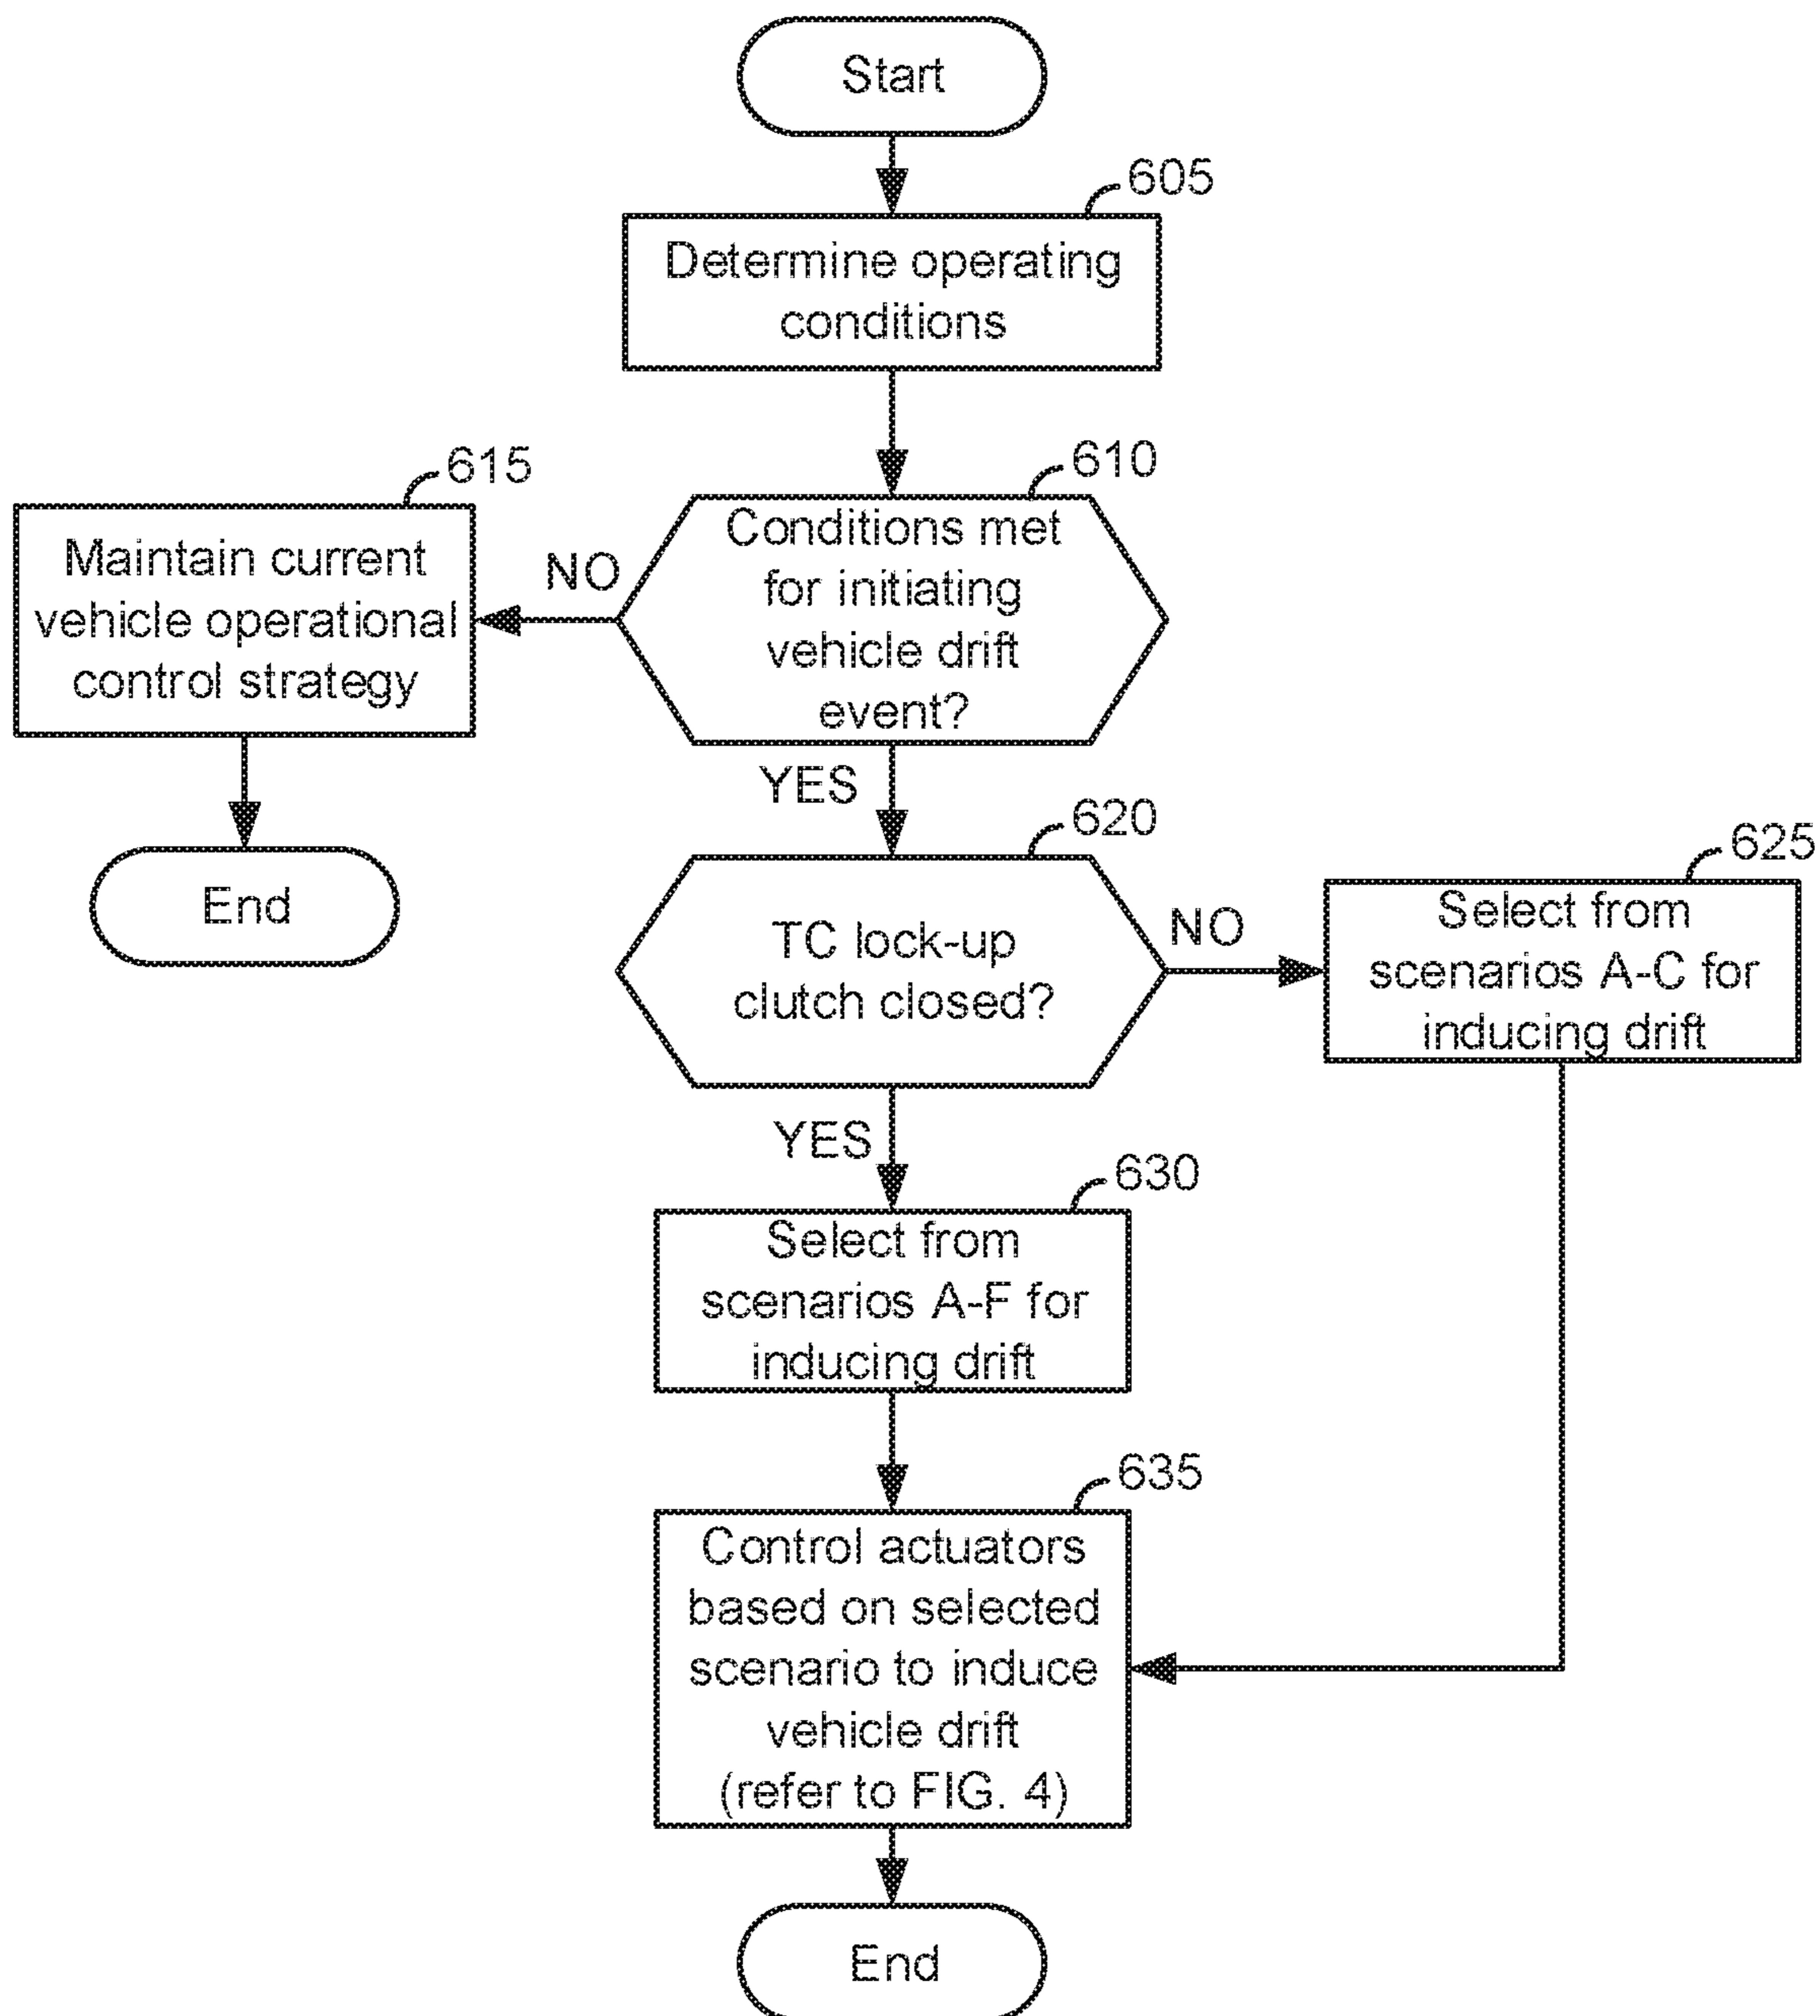 Start
605
Determine operating
conditions
610
Conditions met
for initiating
vehicle drift
event?
615
Maintain current
vehicle operational
control strategy
NO
End
YES
620
TC lock-up
clutch closed?
NO
625
Select from
scenarios A-C for
inducing drift
YES
630
Select from
scenarios A-F for
inducing drift
635
Control actuators
based on selected
scenario to induce
vehicle drift
(refer to FIG. 4)
End